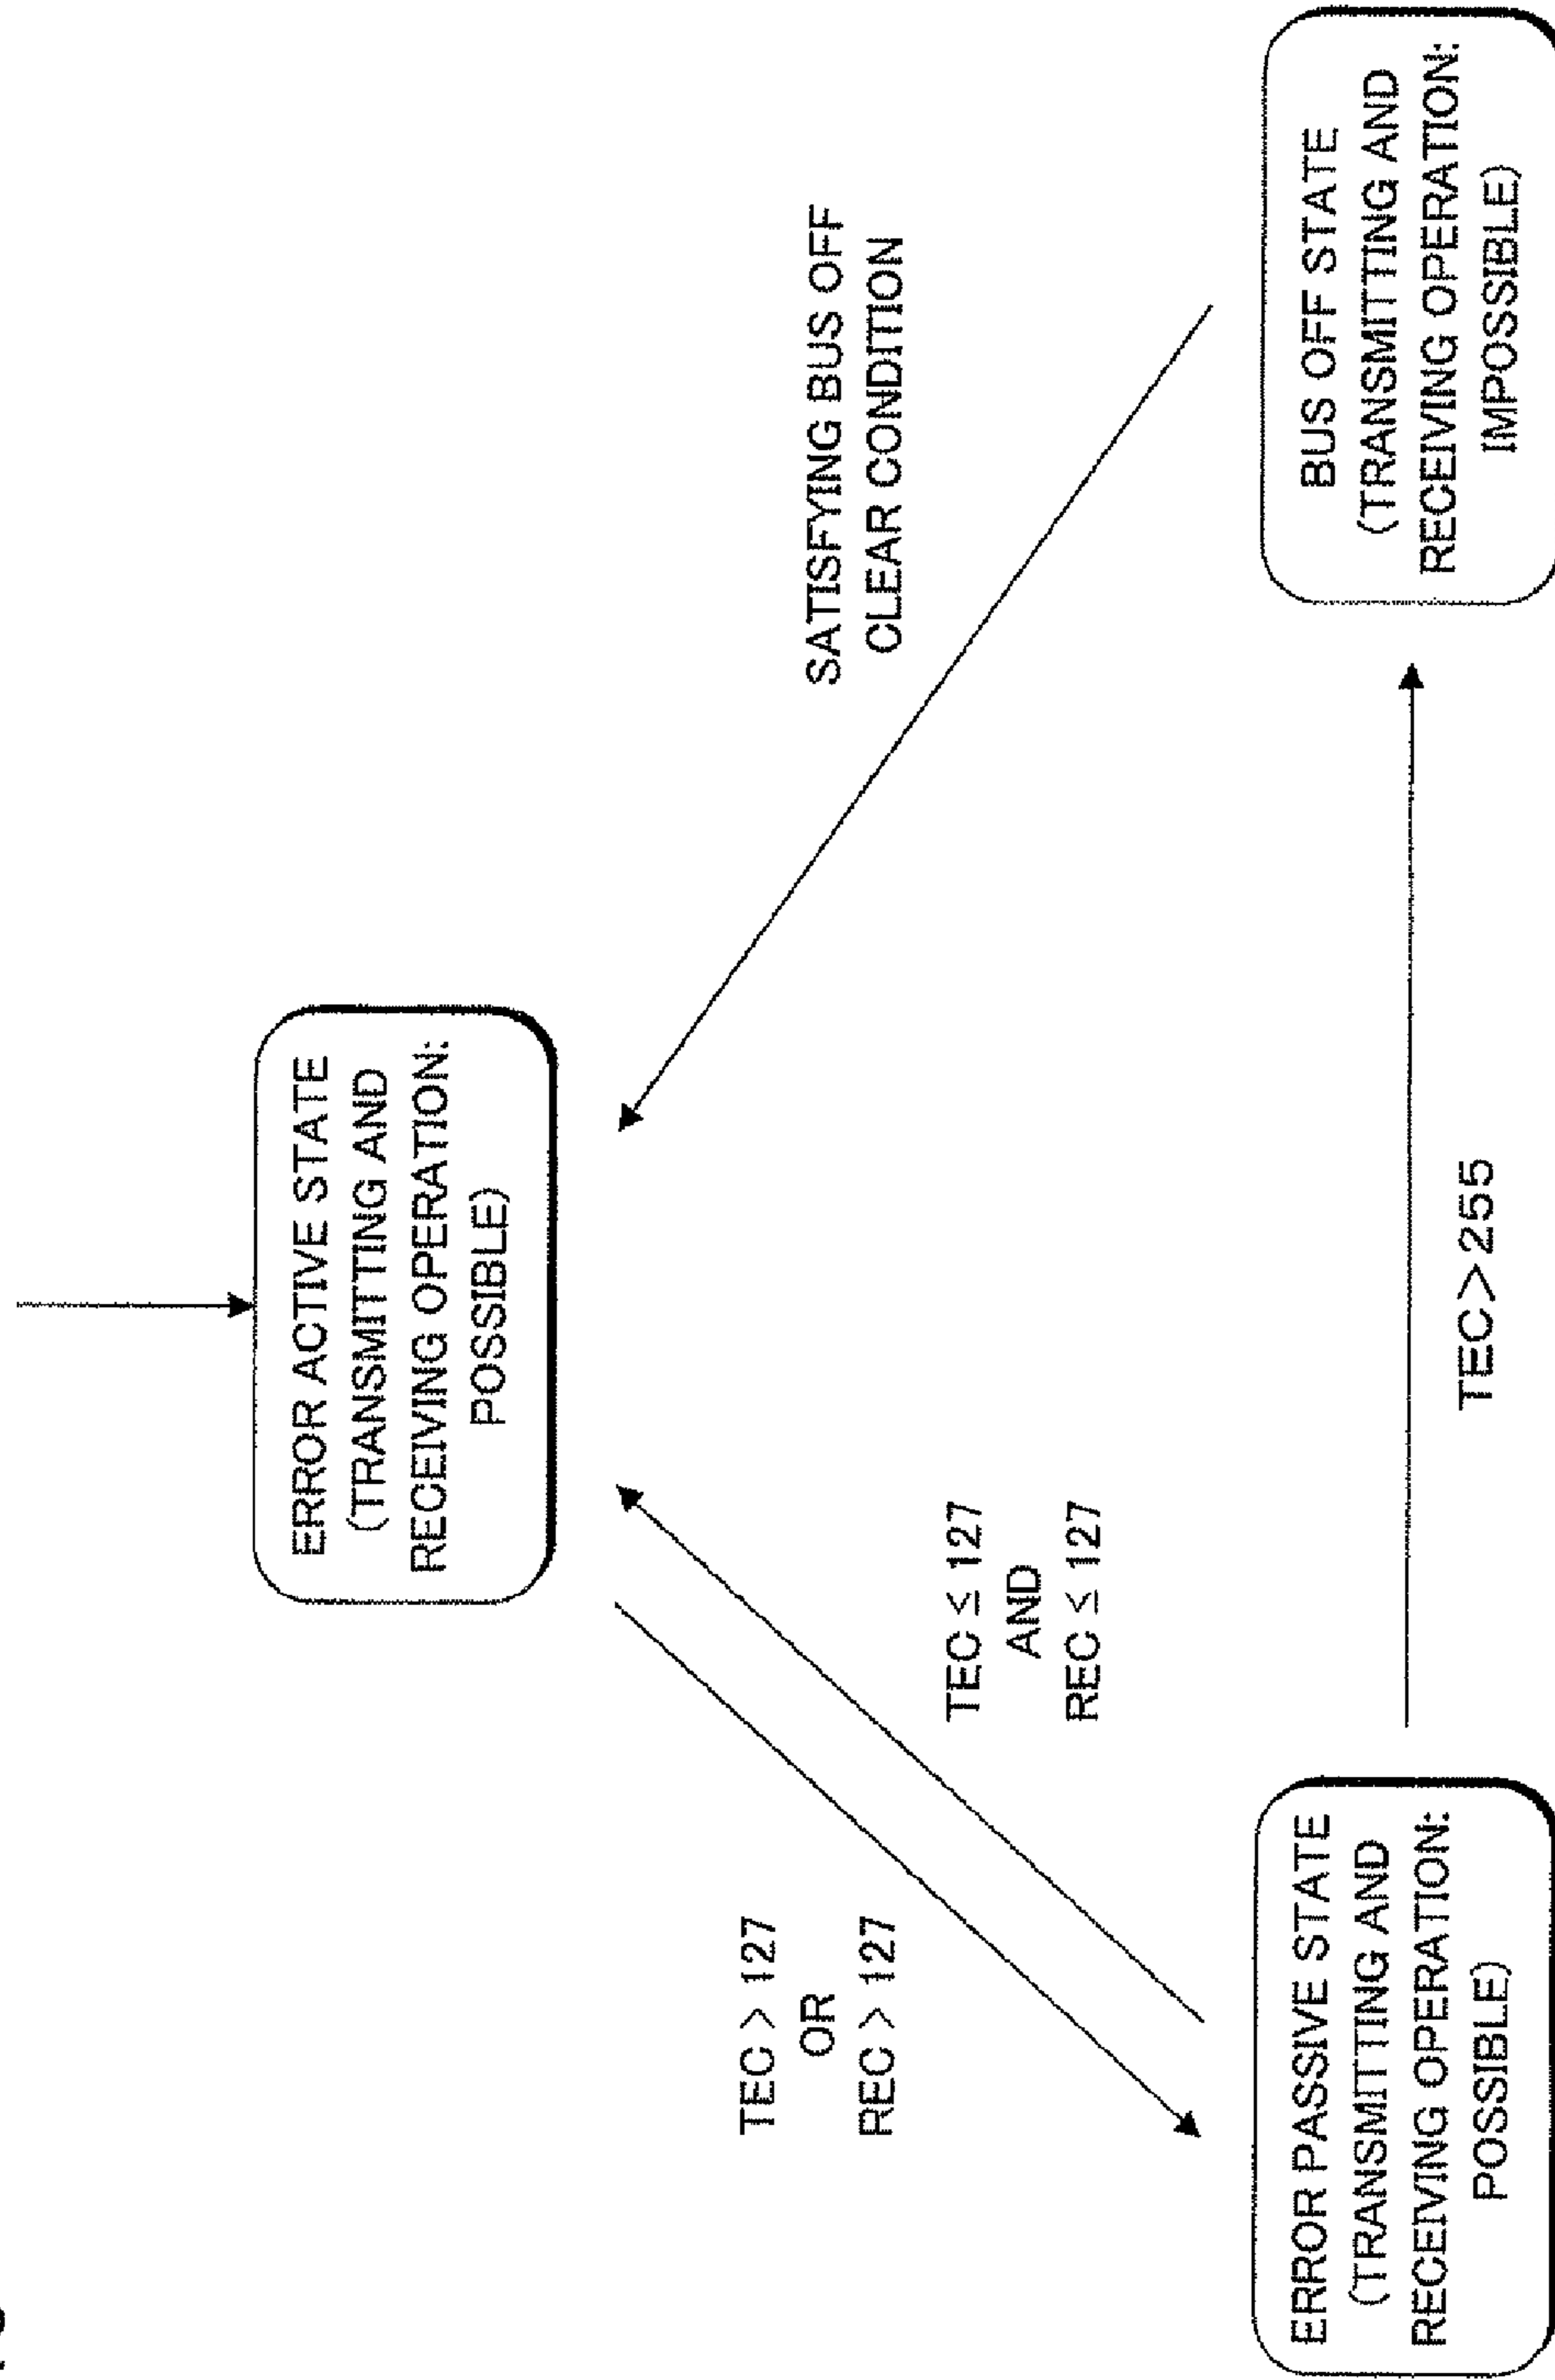 ERROR ACTIVE STATE
(TRANSMITTING AND
RECEIVING OPERATION:
POSSIBLE)
TEC > 127
OR
REC > 127
SATISFYING BUS OFF
CLEAR CONDITION
TEC ≤ 127
AND
REC ≤ 127
ERROR PASSIVE STATE
(TRANSMITTING AND
RECEIVING OPERATION:
POSSIBLE)
TEC>255
BUS OFF STATE
(TRANSMITTING AND
RECEIVING OPERATION:
IMPOSSIBLE)